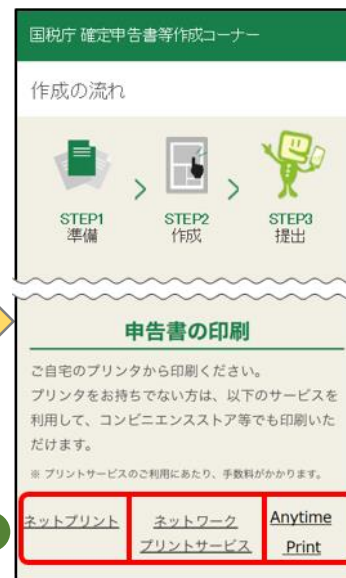 国税庁 確定申告書等作成コーナー
作成の流れ
STEP1
準備
STEP2
作成
STEP3
提出
申告書の印刷
ご自宅のプリンタから印刷ください。
プリンタをお持ちでない方は、以下のサービスを
利用して、コンビニエンスストア等でも印刷いた
だけます。
※ プリントサービスのご利用にあたり、手数料がかかります。
ネットプリント
ネットワーク
プリントサービス
Anytime
Print